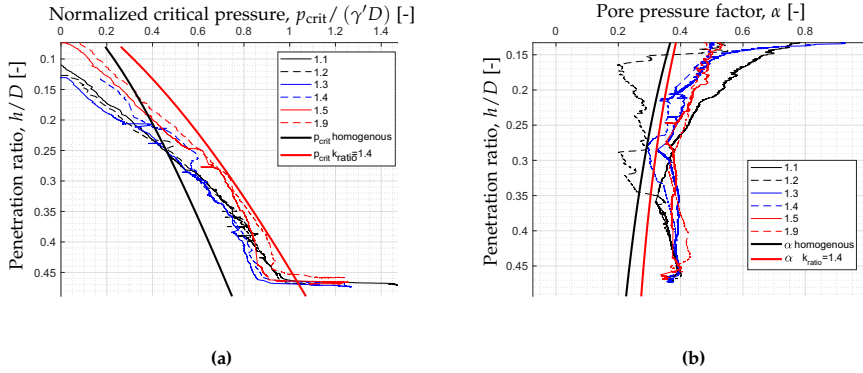 Normalized critical pressure, p_crit/(γ′D) [-]
0 0.2 0.4 0.6 0.8 1 1.2 1.4
Penetration ratio, h/D [-]
0.1
0.15
0.2
0.25
0.3
0.35
0.4
0.45
1.1
1.2
1.3
1.4
1.5
1.9
p_crit homogenous
p_crit k_ratio=1.4
(a)
Pore pressure factor, α [-]
0 0.2 0.4 0.6 0.8
Penetration ratio, h/D [-]
0.15
0.2
0.25
0.3
0.35
0.4
0.45
1.1
1.2
1.3
1.4
1.5
1.9
α homogenous
α k_ratio=1.4
(b)